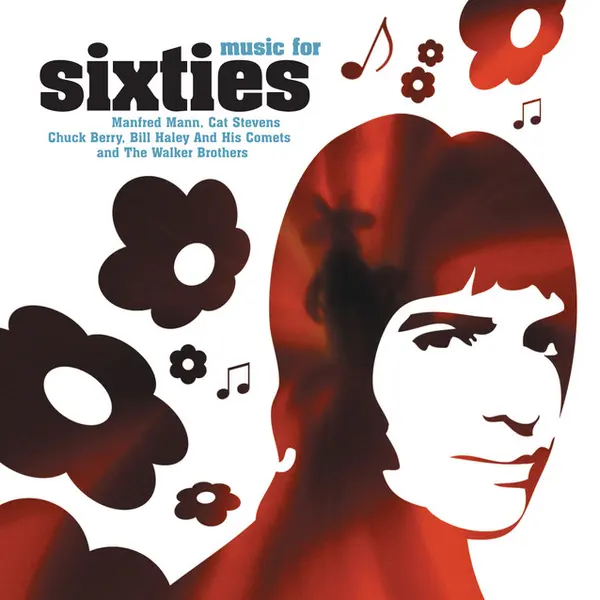 music for
sixties
Manfred Mann, Cat Stevens
Chuck Berry, Bill Haley And His Comets
and The Walker Brothers